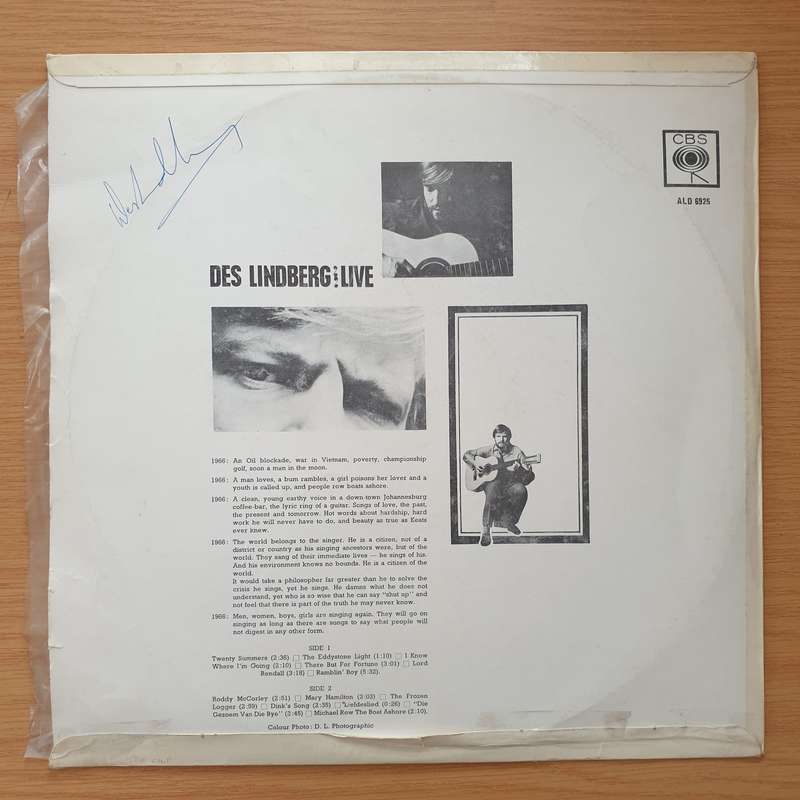 CBS
ALD 6925
DES LINDBERG LIVE
1966: An Oil blockade, war in Vietnam, poverty, championship
golf, soon a man in the moon.
1966: A man loves, a bum rambles, a girl poisons her lover and a
youth is called up, and people row boats ashore.
1966: A clean, young earthy voice in a down-town Johannesburg
coffee-bar, the lyric ring of a guitar. Songs of love, the past,
the present and tomorrow. Hot words about hardship, hard
work he will never have to do, and beauty as true as Keats
ever knew.
1966: The world belongs to the singer. He is a citizen, not of a
district or country as his singing ancestors were, but of the
world. They sang of their immediate lives — he sings of his.
And his environment knows no bounds. He is a citizen of the
world.
It would take a philosopher far greater than he to solve the
crisis he sings, yet he sings. He damns what he does not
understand, yet who is so wise that he can say "shut up" and
not feel that there is part of the truth he may never know.
1966: Men, women, boys, girls are singing again. They will go on
singing as long as there are songs to say what people will
not digest in any other form.
SIDE 1
Twenty Summers (2:36) □ The Eddystone Light (1:10) □ I Know
Where I'm Going (2:10) □ There But For Fortune (3:01) □ Lord
Rendall (3:18) □ Ramblin' Boy (5:32).
SIDE 2
Roddy McCorley (2:51) □ Mary Hamilton (3:03) □ The Frozen
Logger (2:59) □ Dink's Song (2:55) □ "Liefdeslied (0:26) □ "Die
Gezoem Van Die Bye" (2:45) □ Michael Row The Boat Ashore (2:10).
Colour Photo: D. L. Photographic